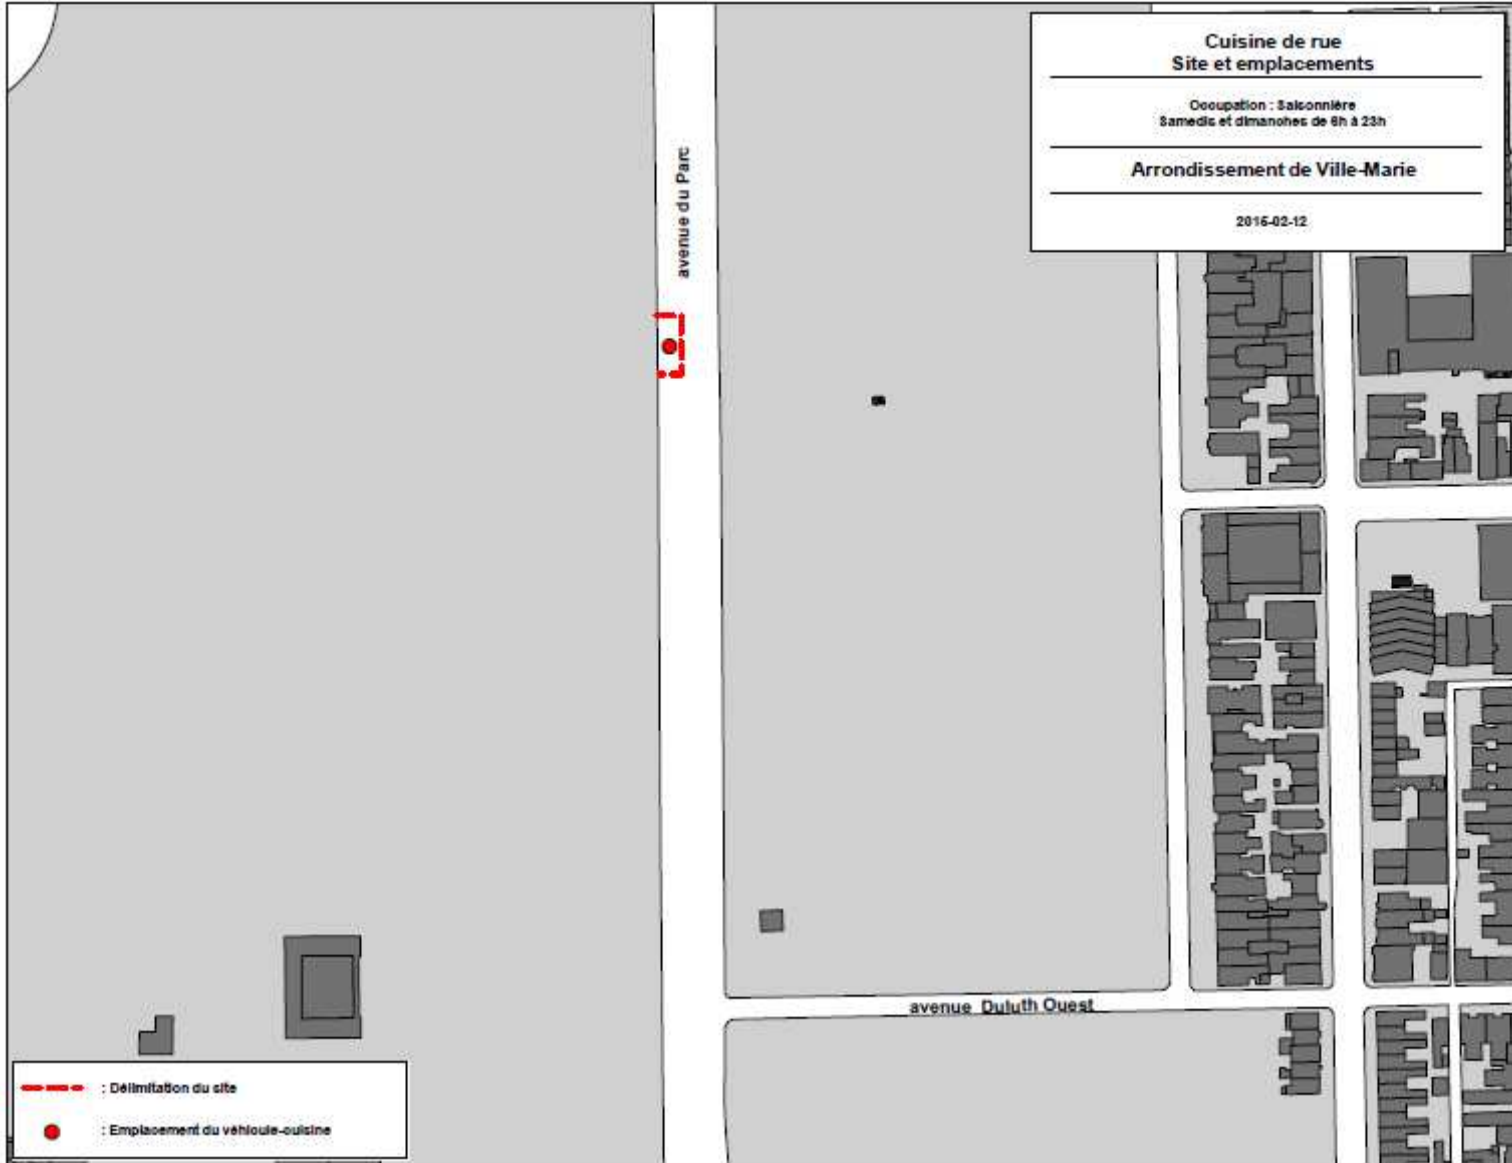 Cuisine de rue
Site et emplacements
Occupation : Saisonnière
Samedis et dimanches de 6h à 23h
Arrondissement de Ville-Marie
2015-02-12
avenue du Parc
avenue Duluth Ouest
: Délimitation du site
: Emplacement du véhicule-cuisine